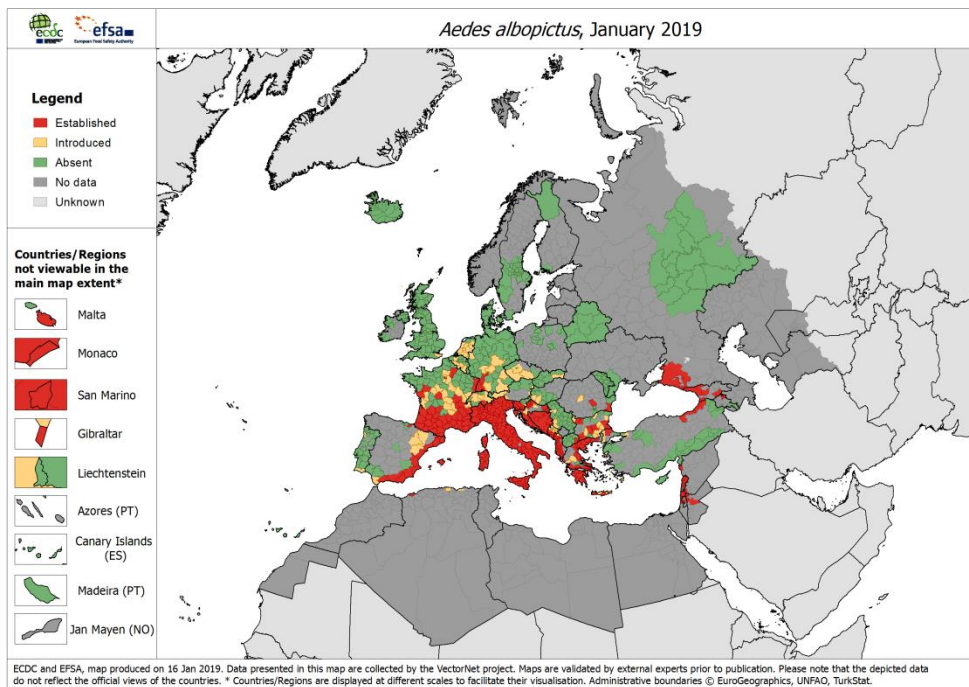 ecdc
efsa
European Food Safety Authority
Aedes albopictus, January 2019
Legend
Established
Introduced
Absent
No data
Unknown
Countries/Regions
not viewable in the
main map extent*
Malta
Monaco
San Marino
Gibraltar
Liechtenstein
Azores (PT)
Canary Islands
(ES)
Madeira (PT)
Jan Mayen (NO)
ECDC and EFSA, map produced on 16 Jan 2019. Data presented in this map are collected by the VectorNet project. Maps are validated by external experts prior to publication. Please note that the depicted data
do not reflect the official views of the countries. * Countries/Regions are displayed at different scales to facilitate their visualisation. Administrative boundaries © EuroGeographics, UNFAO, TurkStat.